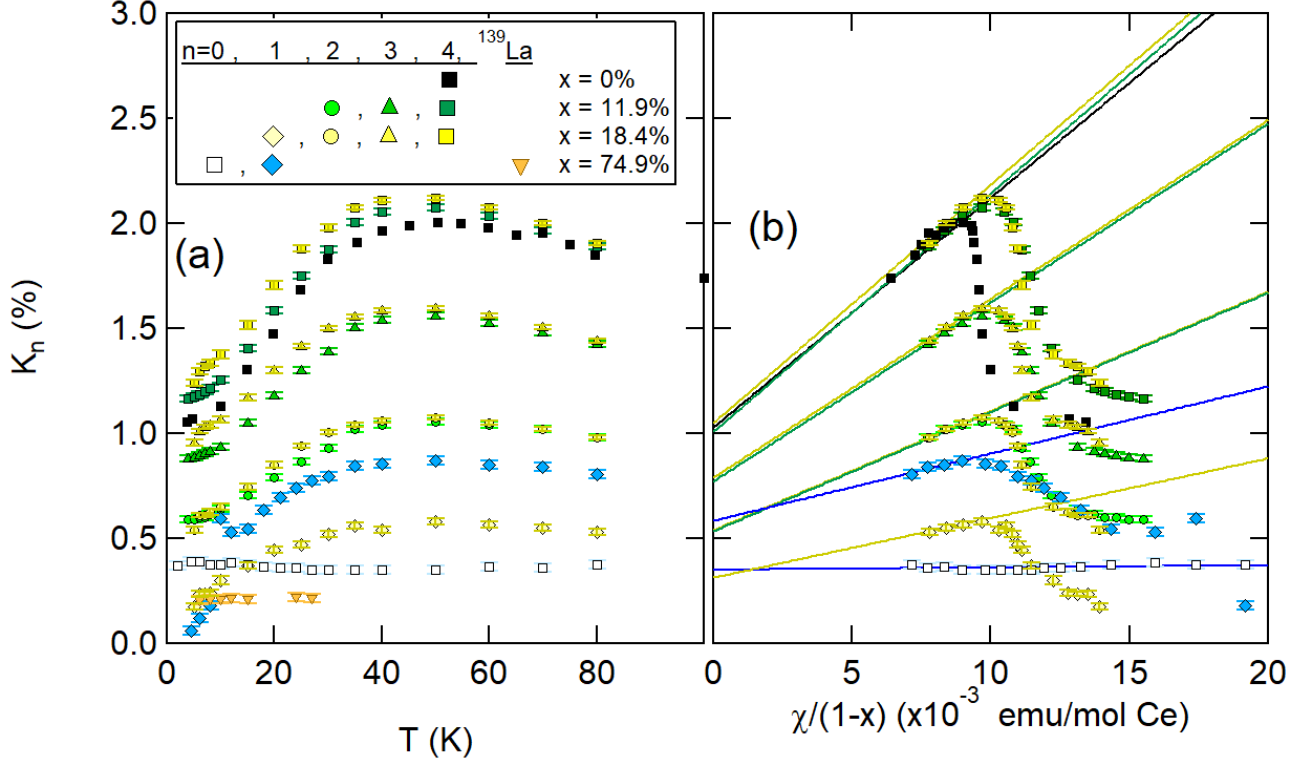 n=0 , 1 , 2 , 3 , 4, ¹³⁹La
x = 0%
, , x = 11.9%
, , , x = 18.4%
, x = 74.9%
(a)
(b)
3.0
2.5
2.0
1.5
1.0
0.5
0.0
Kₙ (%)
0 20 40 60 80
0 5 10 15 20
T (K)
χ/(1-x) (x10⁻³ emu/mol Ce)